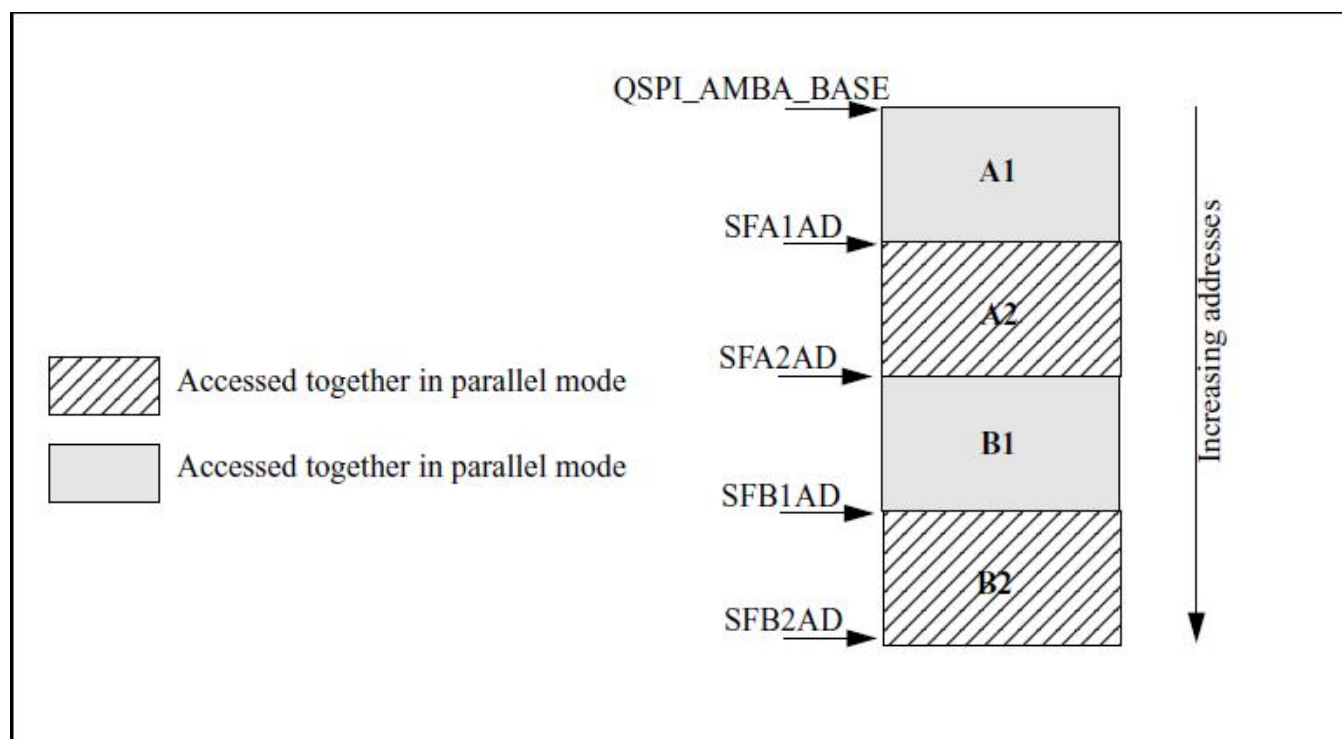 QSPI_AMBA_BASE
A1
SFA1AD
A2
SFA2AD
B1
SFB1AD
B2
SFB2AD
Increasing addresses
Accessed together in parallel mode
Accessed together in parallel mode